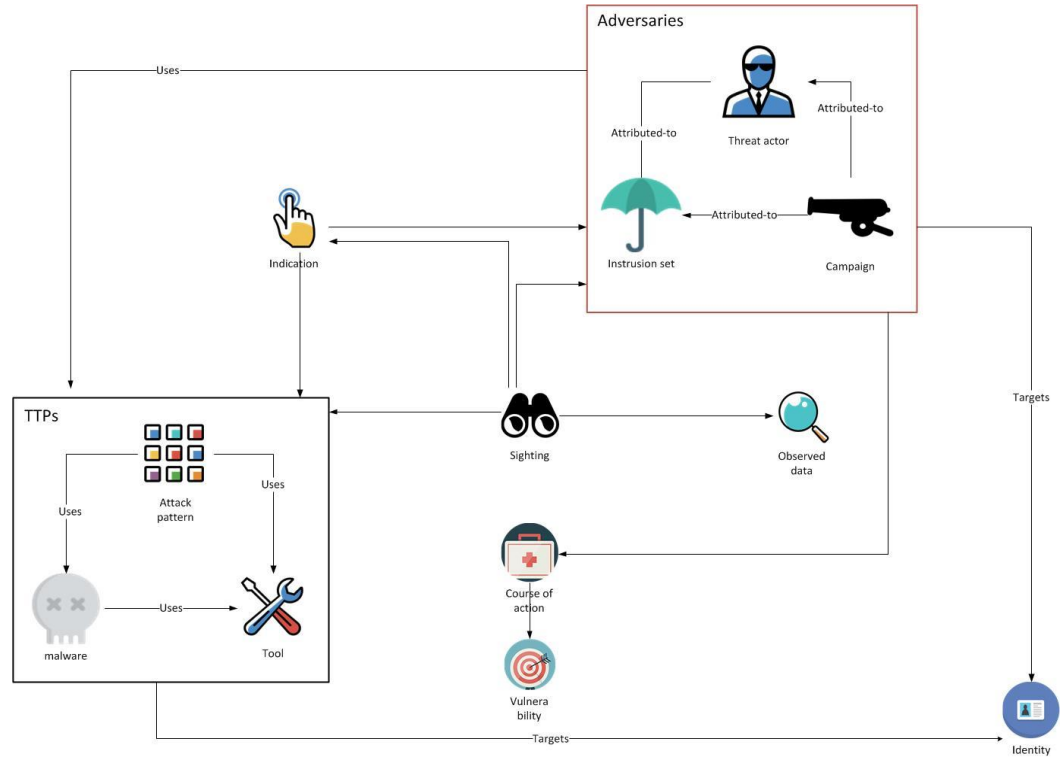 Adversaries
Uses
Attributed-to
Attributed-to
Threat actor
Attributed-to
Indication
Instrusion set
Campaign
Targets
TTPs
Sighting
Observed
data
Attack
pattern
Uses
Uses
Course of
action
Uses
malware
Tool
Vulnera
bility
Targets
Identity